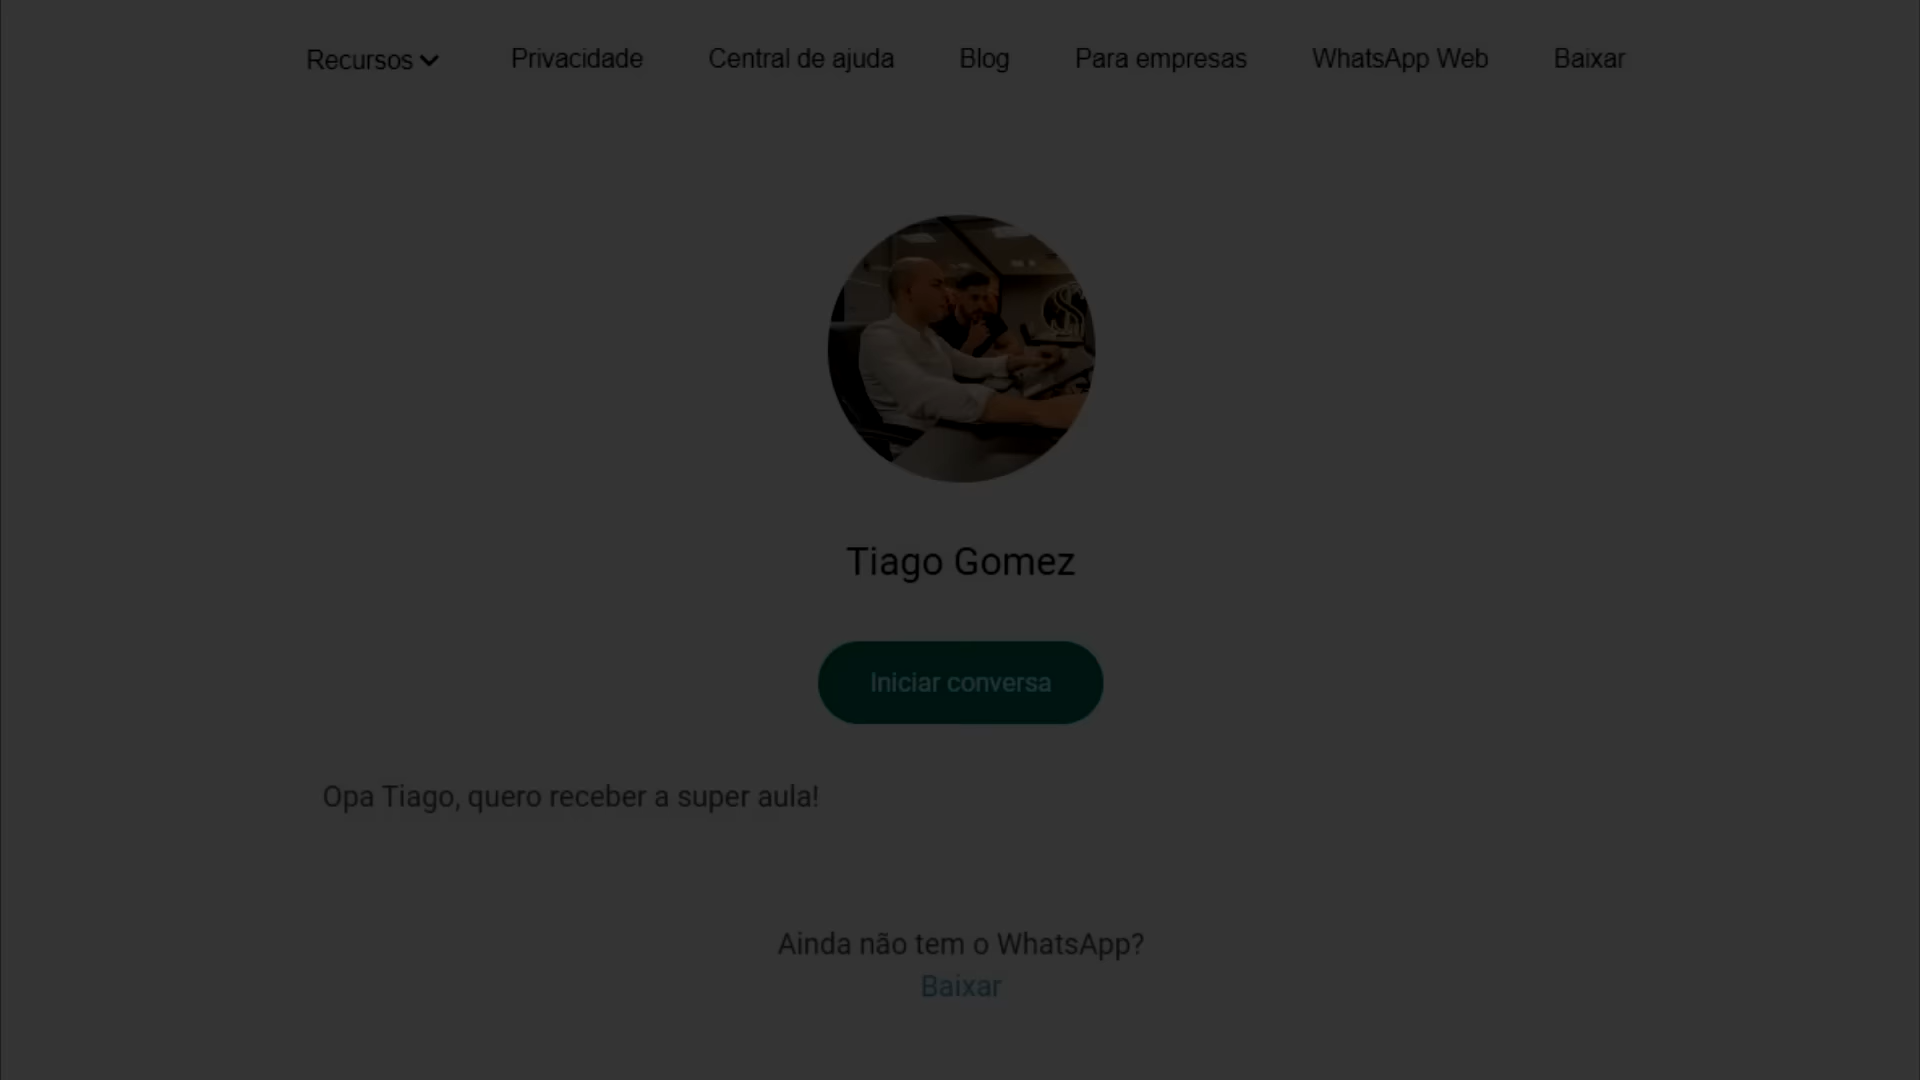 Recursos
Privacidade
Central de ajuda
Blog
Para empresas
WhatsApp Web
Baixar
Tiago Gomez
Iniciar conversa
Opa Tiago, quero receber a super aula!
Ainda não tem o WhatsApp?
Baixar